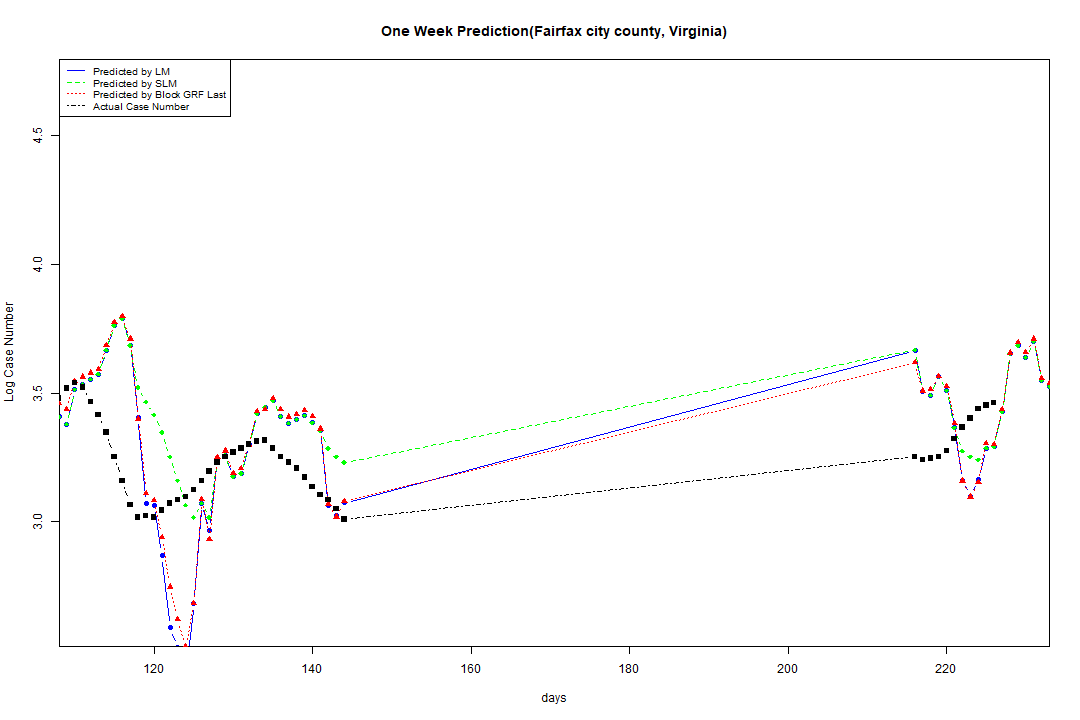 One Week Prediction(Fairfax city county, Virginia)
Predicted by LM
Predicted by SLM
Predicted by Block GRF Last
Actual Case Number
4.5
4.0
3.5
3.0
Log Case Number
120 140 160 180 200 220
days